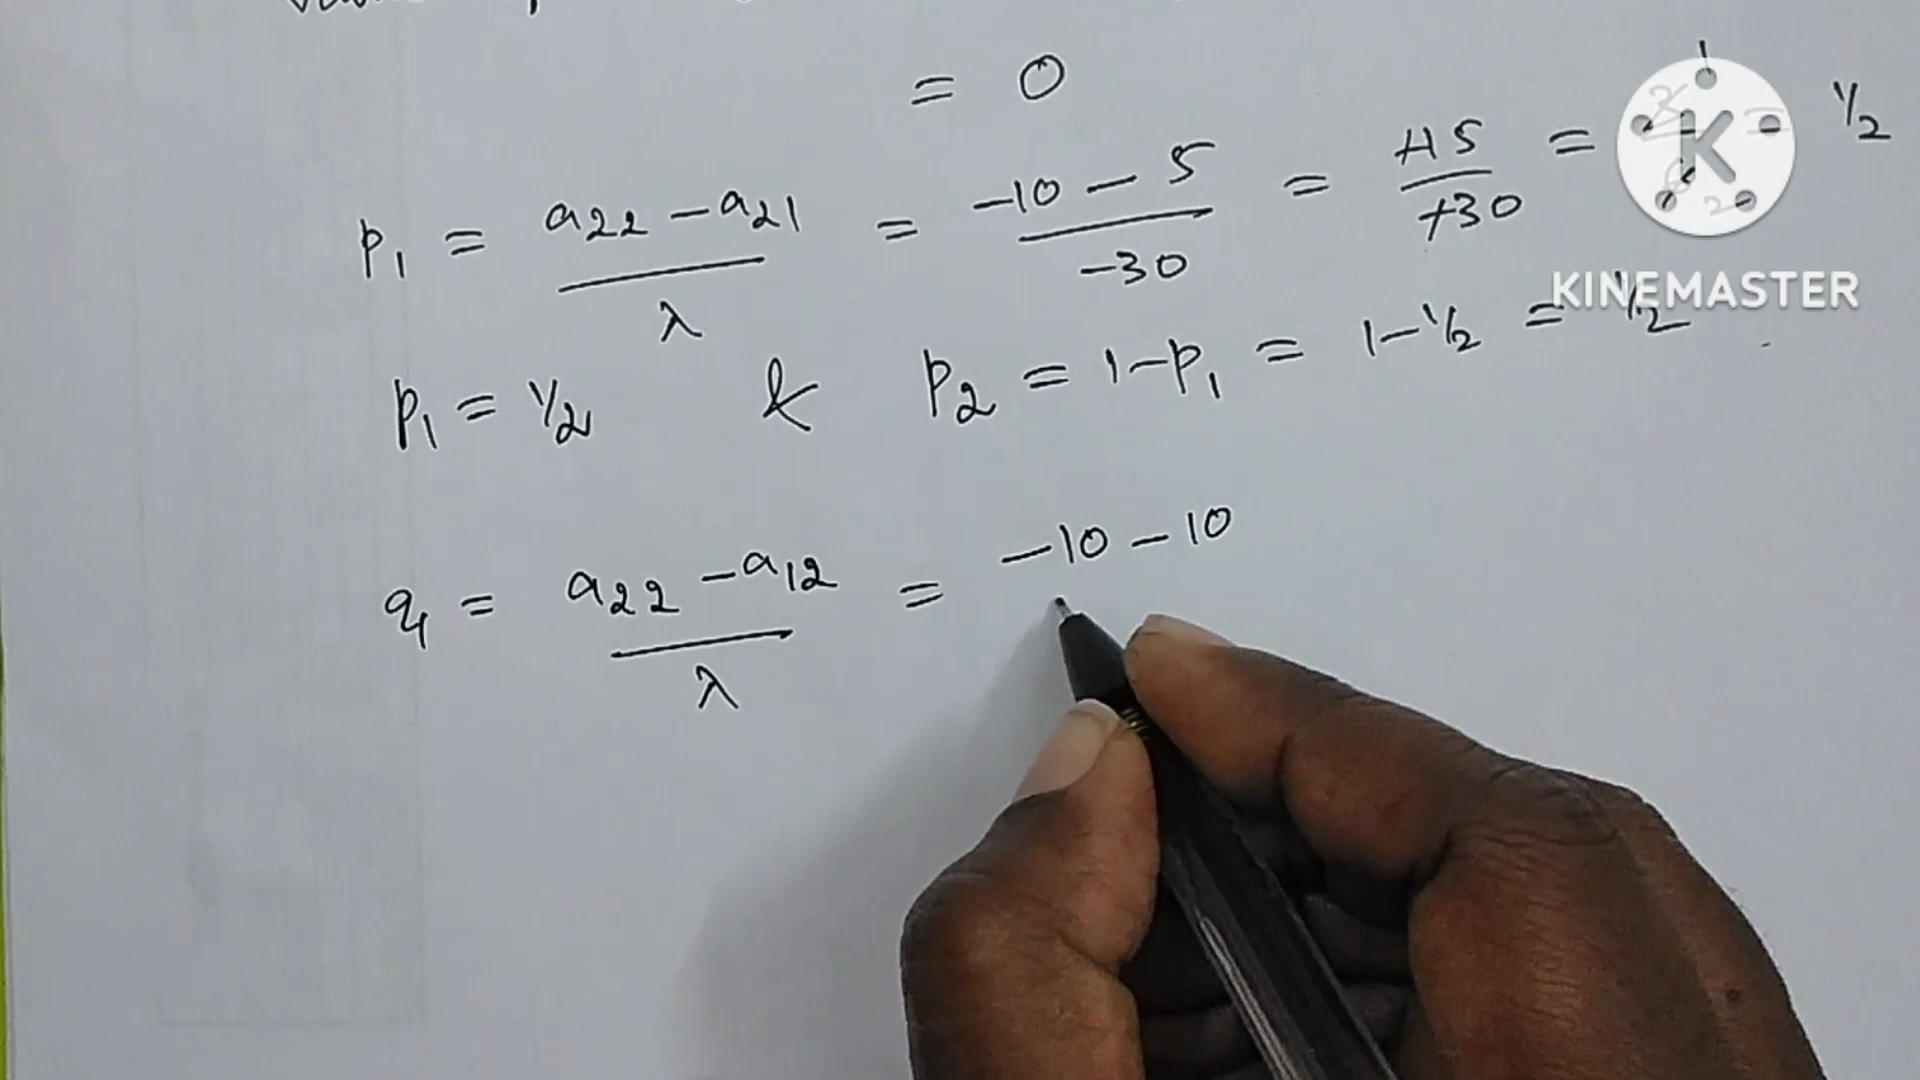 = 0
p₁ = a₂₂ - a₂₁ / λ = -10 - 5 / -30 = +15 / +30 = 1/2
KINEMASTER
p₁ = 1/2 & p₂ = 1 - p₁ = 1 - 1/2 = 1/2
q₁ = a₂₂ - a₁₂ / λ = -10 - 10